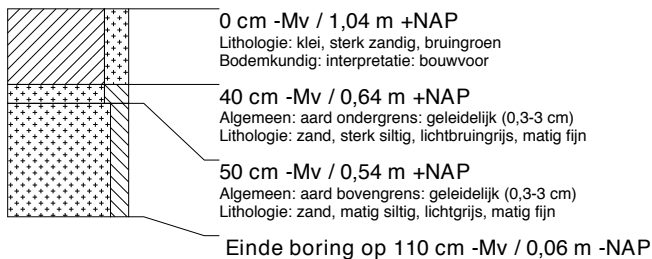 0 cm -Mv / 1,04 m +NAP
Lithologie: klei, sterk zandig, bruingroen
Bodemkundig: interpretatie: bouwvoor
40 cm -Mv / 0,64 m +NAP
Algemeen: aard ondergrens: geleidelijk (0,3-3 cm)
Lithologie: zand, sterk siltig, lichtbruingrijs, matig fijn
50 cm -Mv / 0,54 m +NAP
Algemeen: aard bovengrens: geleidelijk (0,3-3 cm)
Lithologie: zand, matig siltig, lichtgrijs, matig fijn
Einde boring op 110 cm -Mv / 0,06 m -NAP